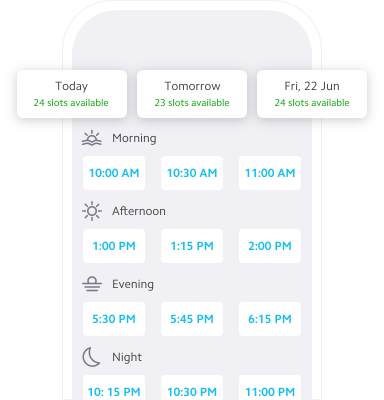 Today Tomorrow Fri, 22 Jun
24 slots available 23 slots available 24 slots available
Morning
10:00 AM 10:30 AM 11:00 AM
Afternoon
1:00 PM 1:15 PM 2:00 PM
Evening
5:30 PM 5:45 PM 6:15 PM
Night
10: 15 PM 10:30 PM 11:00 PM